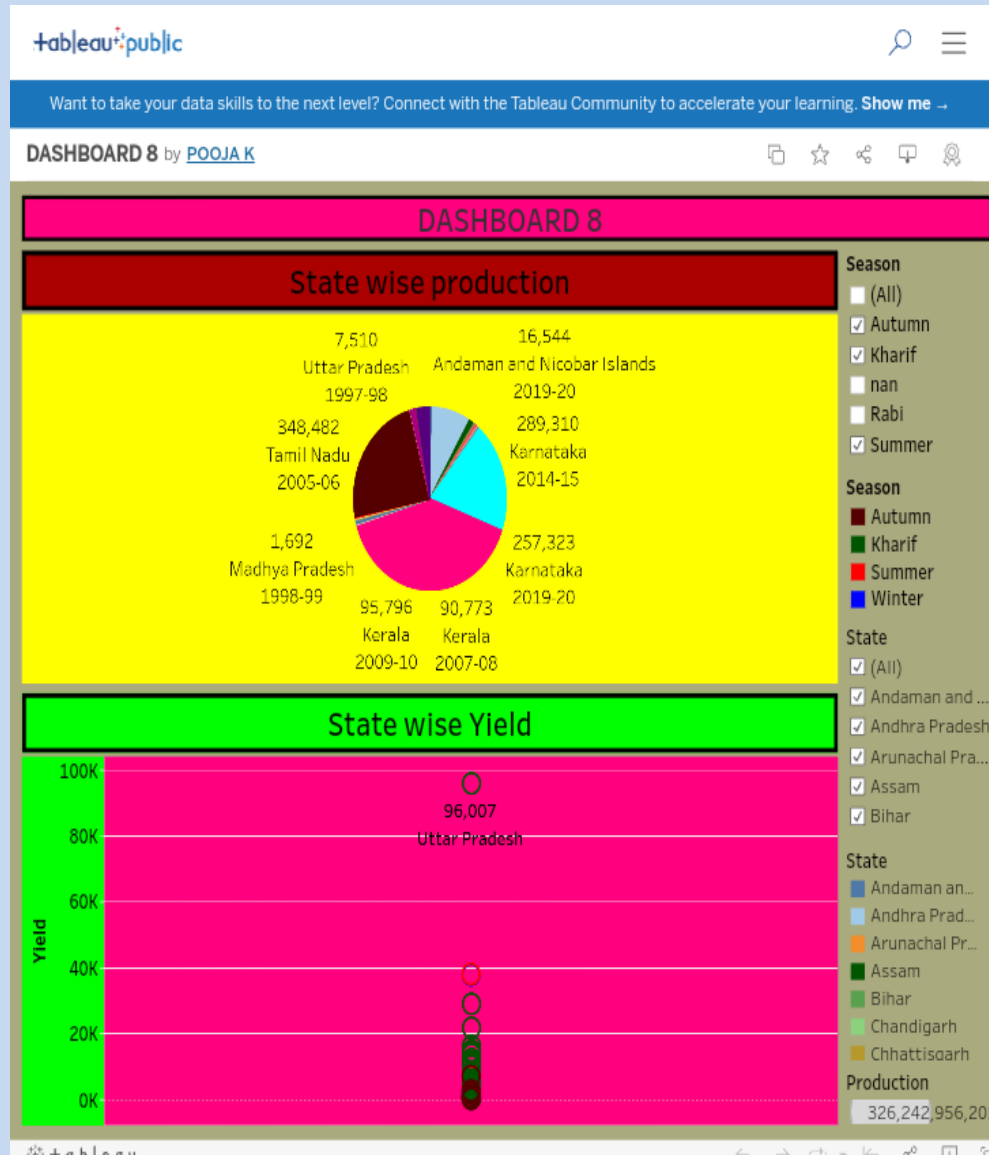 tableau public
Want to take your data skills to the next level? Connect with the Tableau Community to accelerate your learning. Show me →
DASHBOARD 8 by POOJA K
DASHBOARD 8
State wise production
7,510
Uttar Pradesh
1997-98
16,544
Andaman and Nicobar Islands
2019-20
348,482
Tamil Nadu
2005-06
289,310
Karnataka
2014-15
1,692
Madhya Pradesh
1998-99
257,323
Karnataka
2019-20
95,796
Kerala
2009-10
90,773
Kerala
2007-08
State wise Yield
100K
80K
60K
40K
20K
0K
Yield
96,007
Uttar Pradesh
Season
(All)
Autumn
Kharif
nan
Rabi
Summer
Season
Autumn
Kharif
Summer
Winter
State
(All)
Andaman and ...
Andhra Pradesh
Arunachal Pra...
Assam
Bihar
State
Andaman an...
Andhra Prad...
Arunachal Pr...
Assam
Bihar
Chandigarh
Chhattisgarh
Production
326,242,956,20